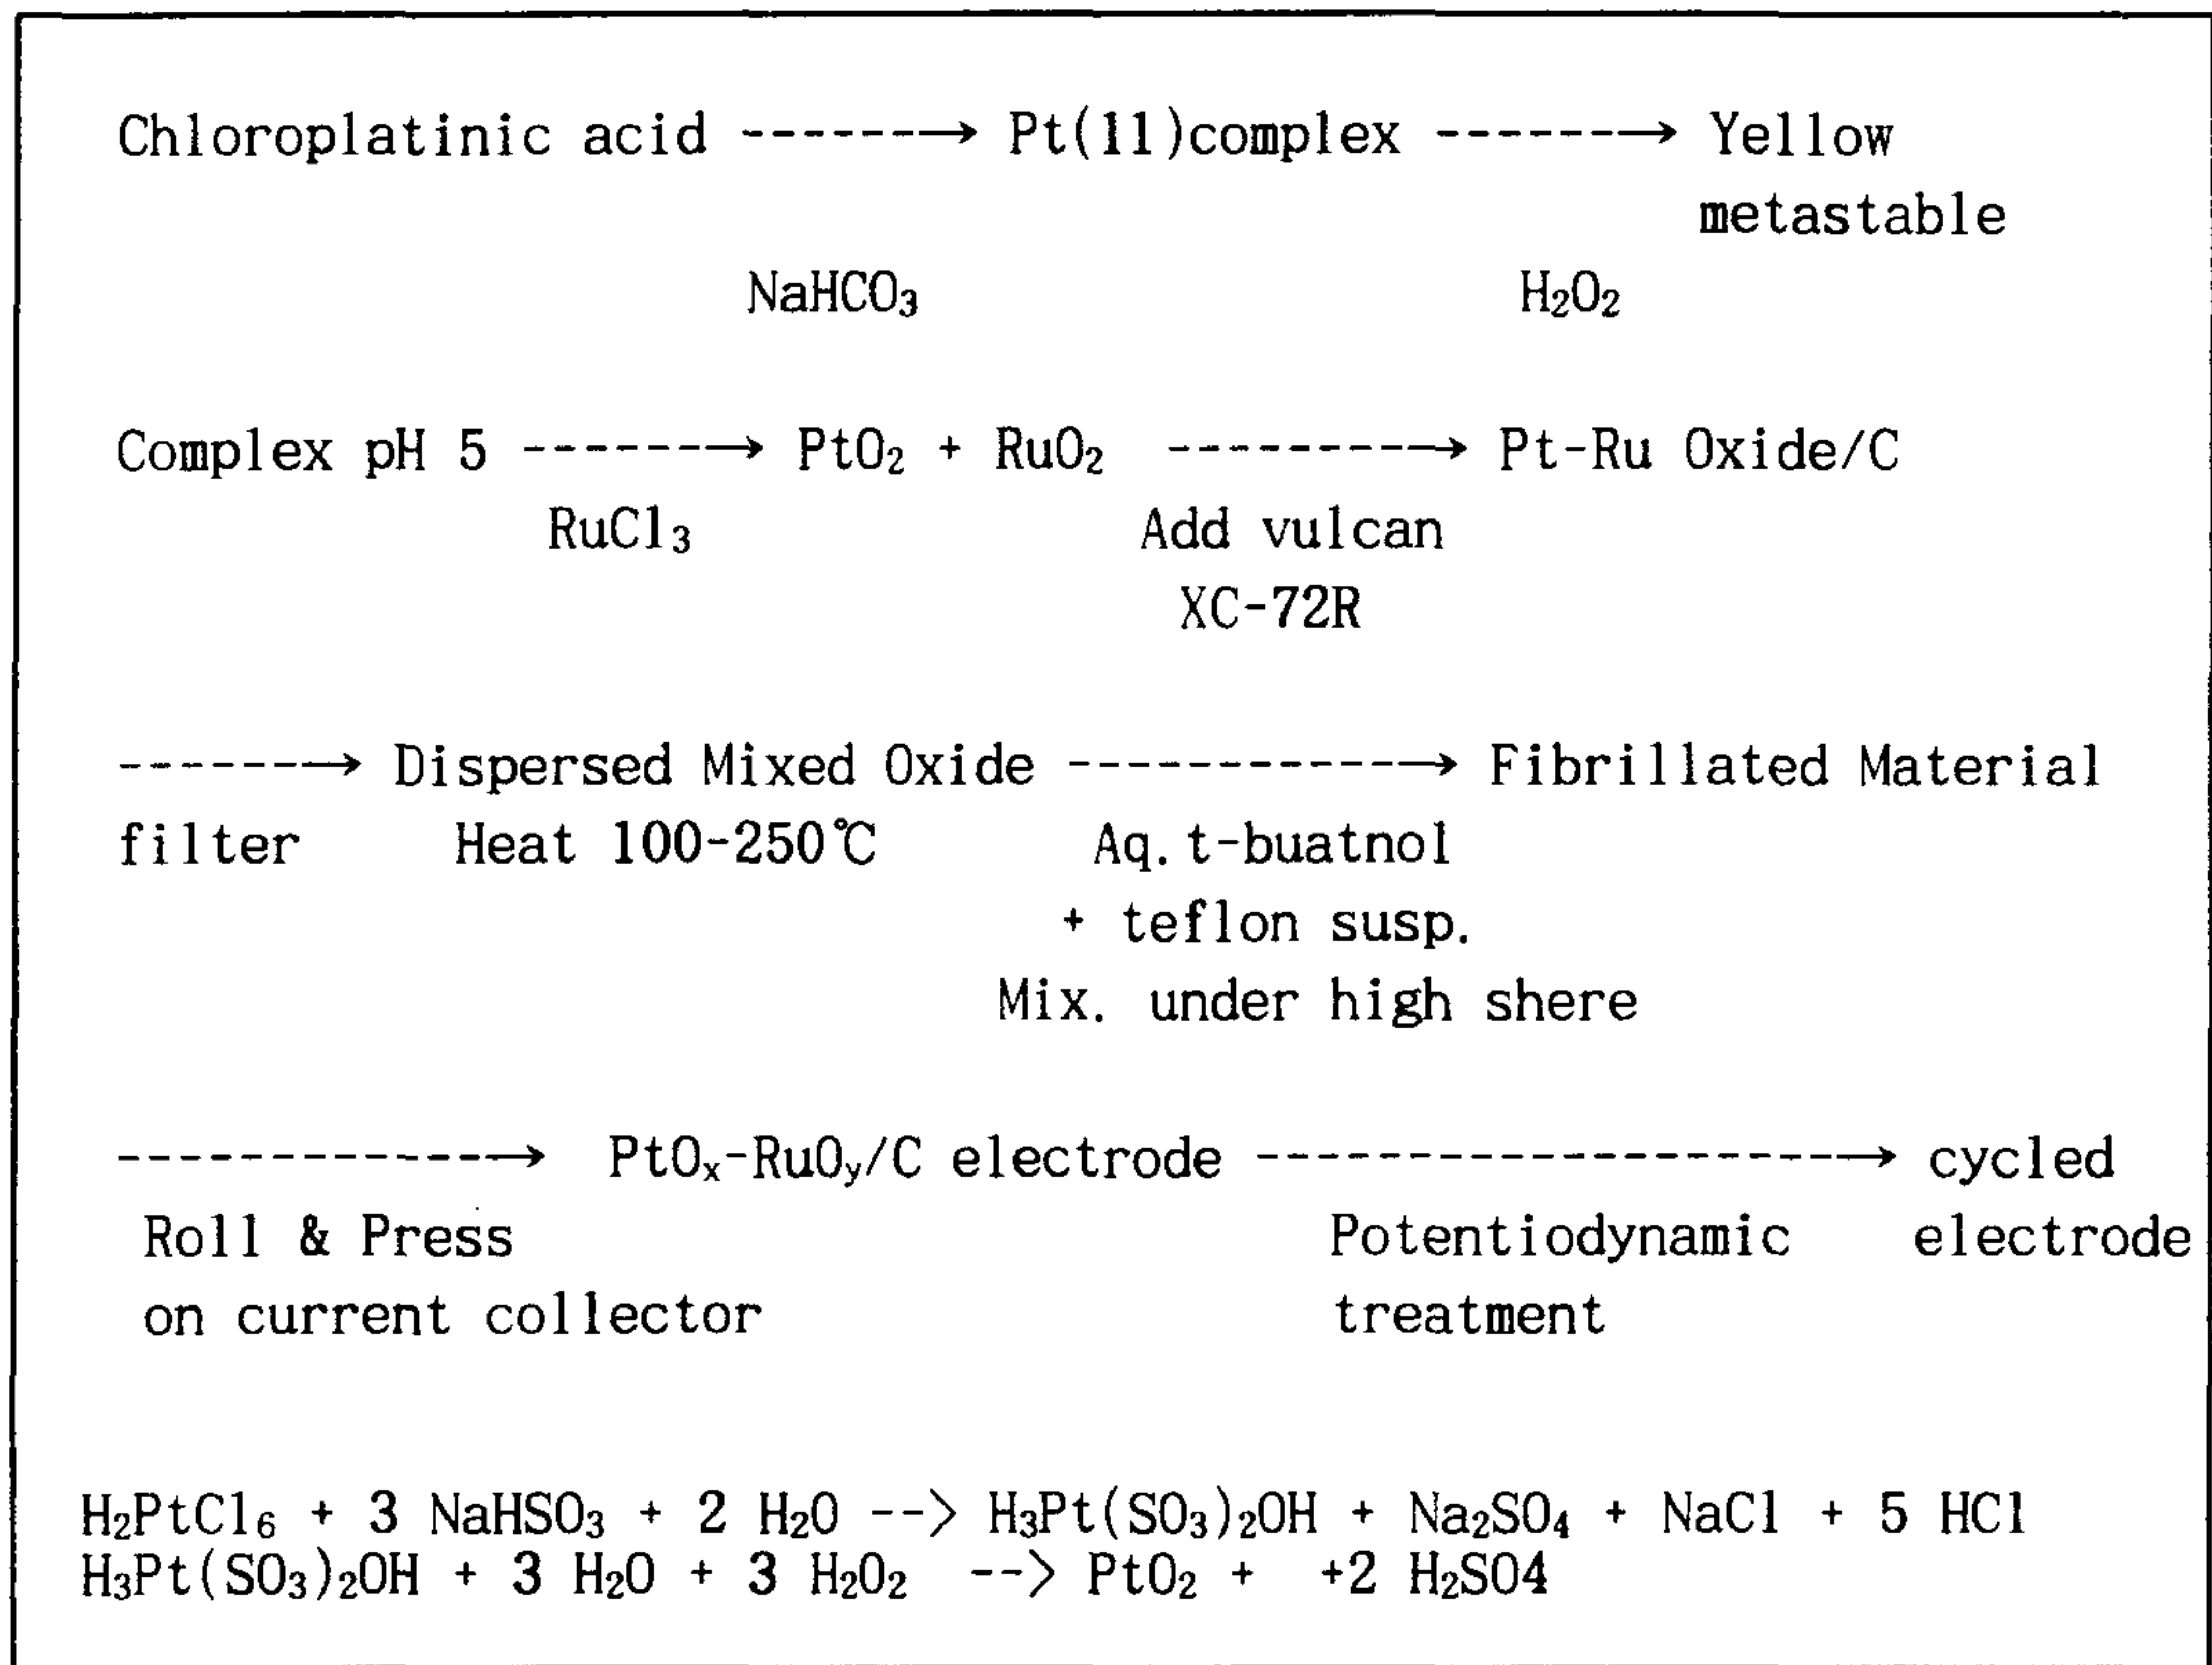 Chloroplatinic acid -------→ Pt(11)complex -------→ Yellow
metastable
NaHCO₃ H₂O₂
Complex pH 5 -------→ PtO₂ + RuO₂ ---------→ Pt-Ru Oxide/C
RuCl₃ Add vulcan
XC-72R
-------→ Dispersed Mixed Oxide ------------→ Fibrillated Material
filter Heat 100-250℃ Aq. t-buatnol
+ teflon susp.
Mix. under high shere
-------------→ PtOₓ-RuOᵧ/C electrode --------------------→ cycled
Roll & Press Potentiodynamic electrode
on current collector treatment
H₂PtCl₆ + 3 NaHSO₃ + 2 H₂O --> H₃Pt(SO₃)₂OH + Na₂SO₄ + NaCl + 5 HCl
H₃Pt(SO₃)₂OH + 3 H₂O + 3 H₂O₂ --> PtO₂ + +2 H₂SO4